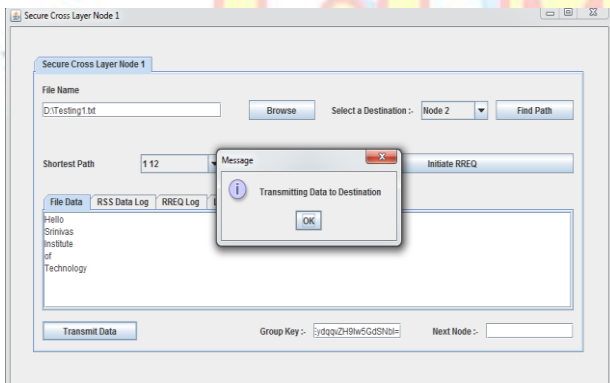 Secure Cross Layer Node 1
Secure Cross Layer Node 1
File Name
D:\Testing1.txt Browse Select a Destination :- Node 2 Find Path
Shortest Path 1 12 Initiate RREQ
Message
Transmitting Data to Destination
OK
File Data RSS Data Log RREQ Log
Hello
Srinivas
Institute
of
Technology
Transmit Data Group Key :- Next Node :-